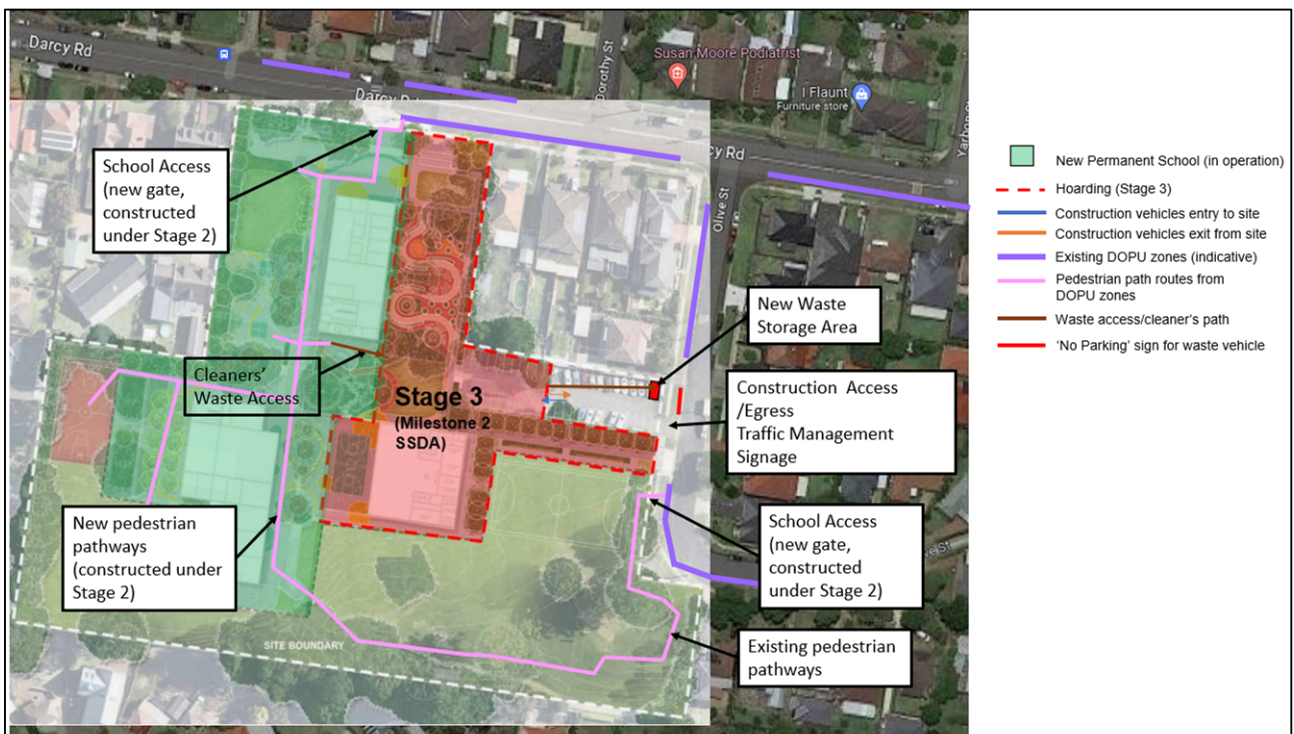 Darcy Rd
Dorothy St
Susan Moore Podiatrist
I Flaunt
Furniture store
Darcy Rd
cy Rd
Olive St
School Access
(new gate,
constructed
under Stage 2)
New Waste
Storage Area
Cleaners'
Waste Access
Stage 3
(Milestone 2
SSDA)
Construction Access
/Egress
Traffic Management
Signage
New pedestrian
pathways
(constructed under
Stage 2)
School Access
(new gate,
constructed
under Stage 2)
Existing pedestrian
pathways
SITE BOUNDARY
New Permanent School (in operation)
Hoarding (Stage 3)
Construction vehicles entry to site
Construction vehicles exit from site
Existing DOPU zones (indicative)
Pedestrian path routes from
DOPU zones
Waste access/cleaner's path
'No Parking' sign for waste vehicle